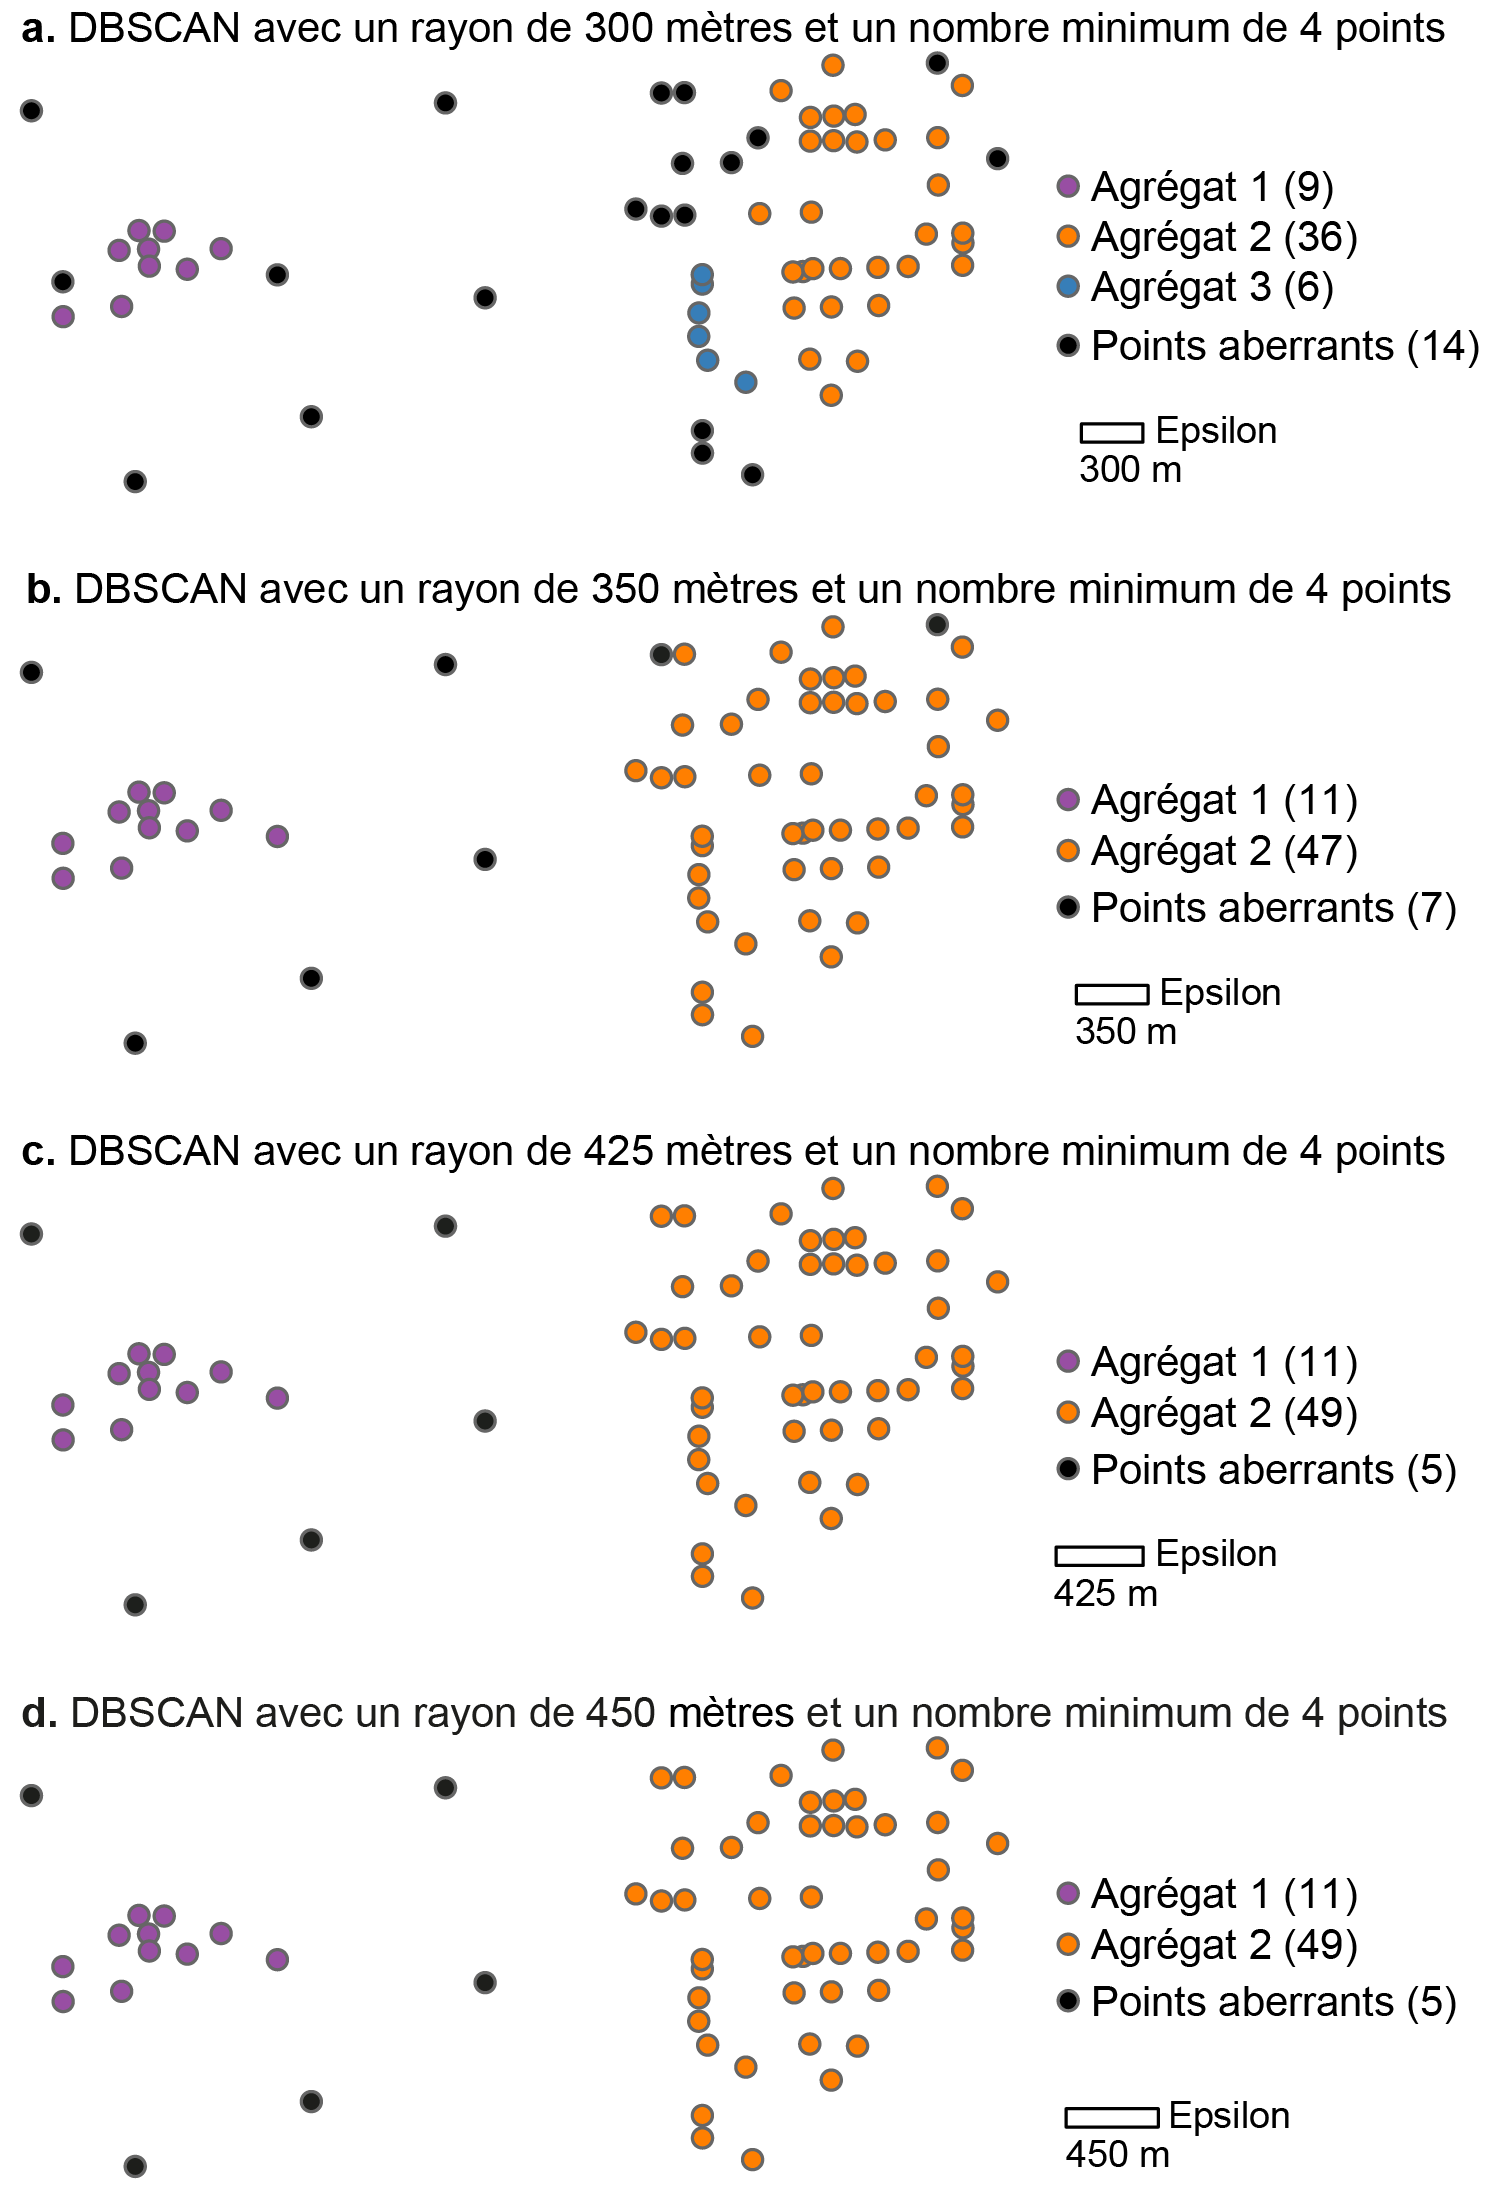 a. DBSCAN avec un rayon de 300 mètres et un nombre minimum de 4 points
Agrégat 1 (9)
Agrégat 2 (36)
Agrégat 3 (6)
Points aberrants (14)
Epsilon
300 m
b. DBSCAN avec un rayon de 350 mètres et un nombre minimum de 4 points
Agrégat 1 (11)
Agrégat 2 (47)
Points aberrants (7)
Epsilon
350 m
c. DBSCAN avec un rayon de 425 mètres et un nombre minimum de 4 points
Agrégat 1 (11)
Agrégat 2 (49)
Points aberrants (5)
Epsilon
425 m
d. DBSCAN avec un rayon de 450 mètres et un nombre minimum de 4 points
Agrégat 1 (11)
Agrégat 2 (49)
Points aberrants (5)
Epsilon
450 m